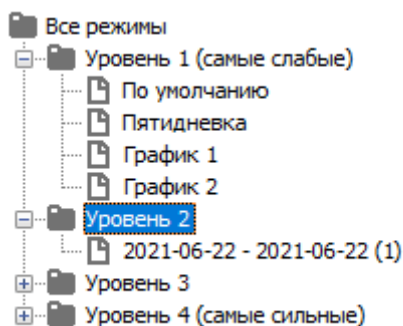 Все режимы
Уровень 1 (самые слабые)
По умолчанию
Пятидневка
График 1
График 2
Уровень 2
2021-06-22 - 2021-06-22 (1)
Уровень 3
Уровень 4 (самые сильные)